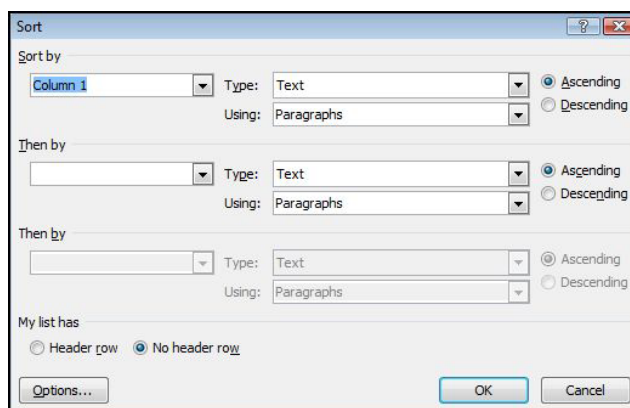 Sort
Sort by
Column 1 Type: Text Ascending
Using: Paragraphs Descending
Then by
Type: Text Ascending
Using: Paragraphs Descending
Then by
Type: Text Ascending
Using: Paragraphs Descending
My list has
Header row No header row
Options... OK Cancel